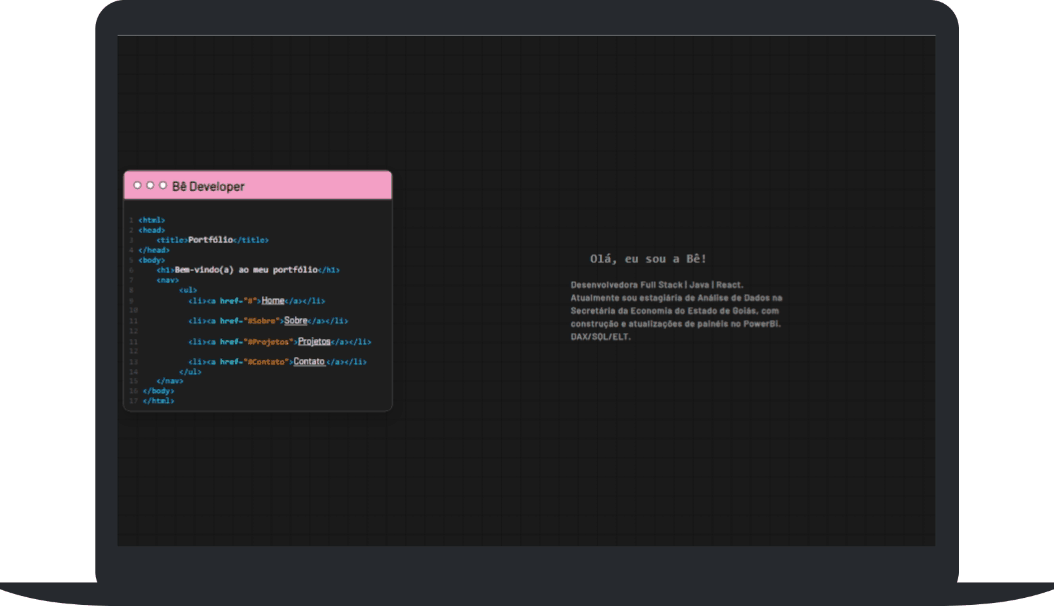 Bê Developer
1 <html>
2 <head>
3 <title>Portfólio</title>
4 </head>
5 <body>
6 <h1>Bem-vindo(a) ao meu portfólio</h1>
7 <nav>
8 <ul>
9 <li><a href="#">Home</a></li>
10
11 <li><a href="#Sobre">Sobre</a></li>
12
11 <li><a href="#Projetos">Projetos</a></li>
12
13 <li><a href="#Contato">Contato </a></li>
14 </ul>
15 </nav>
16 </body>
17 </html>
Olá, eu sou a Bê!
Desenvolvedora Full Stack | Java | React.
Atualmente sou estagiária de Análise de Dados na
Secretária da Economia do Estado de Goiás, com
construção e atualizações de painéis no PowerBi.
DAX/SQL/ELT.